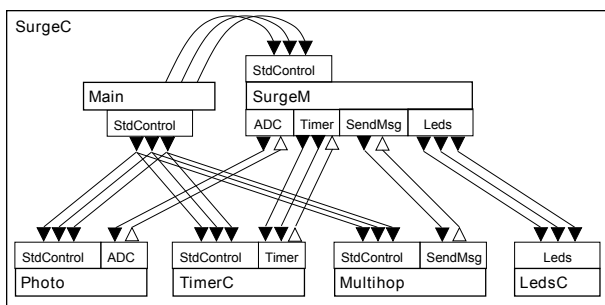 SurgeC
StdControl
Main
SurgeM
StdControl
ADC Timer SendMsg Leds
StdControl ADC StdControl Timer StdControl SendMsg Leds
Photo TimerC Multihop LedsC